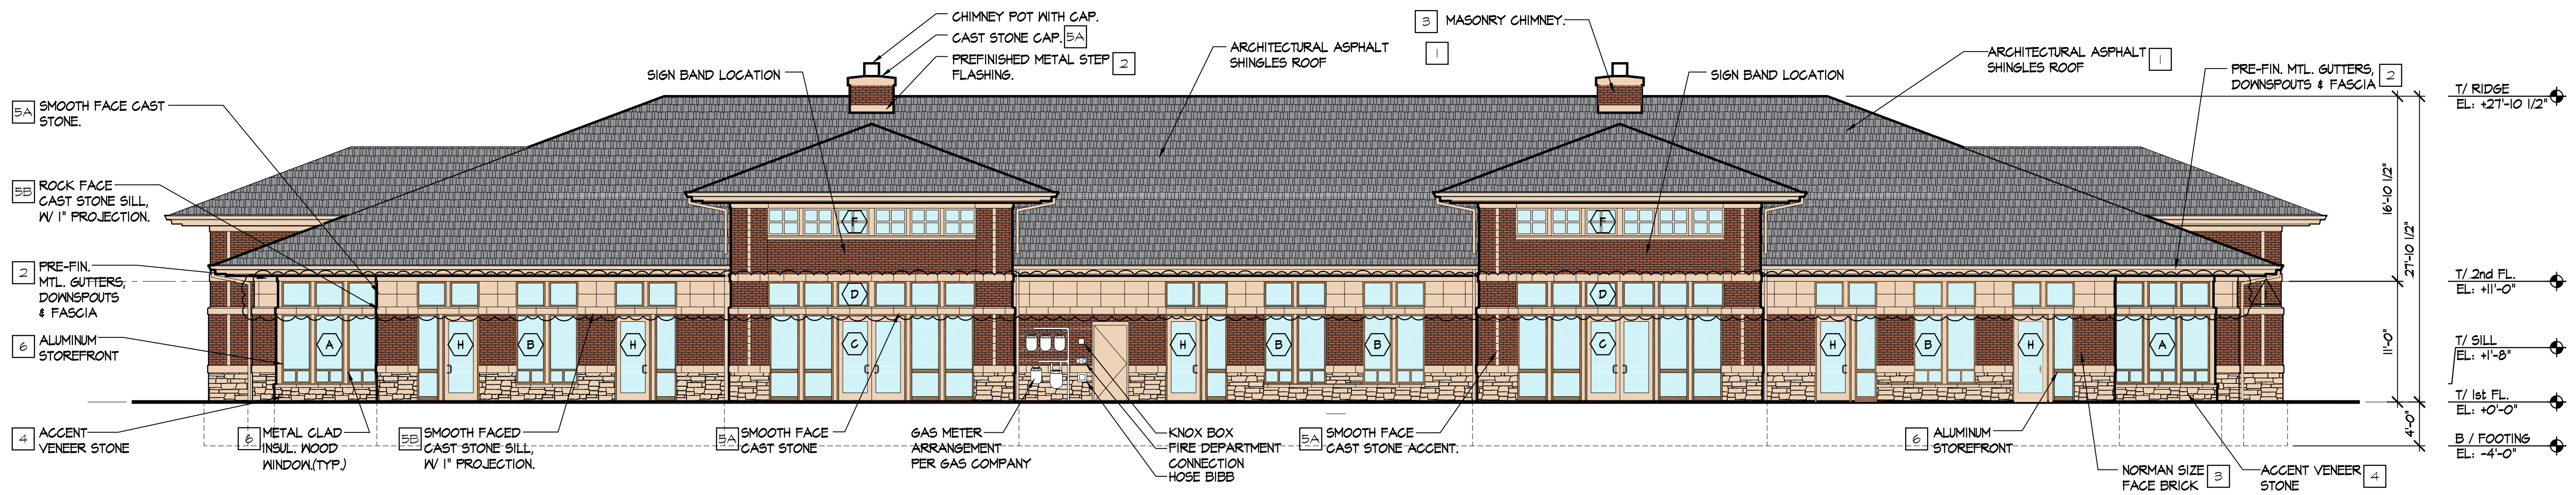 CHIMNEY POT WITH CAP.
CAST STONE CAP.
5A
PREFINISHED METAL STEP
FLASHING.
2
SIGN BAND LOCATION
ARCHITECTURAL ASPHALT
SHINGLES ROOF
1
3
MASONRY CHIMNEY.
SIGN BAND LOCATION
ARCHITECTURAL ASPHALT
SHINGLES ROOF
1
PRE-FIN. MTL. GUTTERS,
DOWNSPOUTS & FASCIA
2
T/ RIDGE
EL: +27'-10 1/2"
5A
SMOOTH FACE CAST
STONE.
5B
ROCK FACE
CAST STONE SILL,
W/ 1" PROJECTION.
2
PRE-FIN.
MTL. GUTTERS,
DOWNSPOUTS
& FASCIA
6
ALUMINUM
STOREFRONT
F
F
D
D
A
H
B
H
C
H
B
B
C
H
B
H
A
16'-10 1/2"
27'-10 1/2"
11'-0"
4'-0"
T/ 2nd FL.
EL: +11'-0"
T/ SILL
EL: +1'-8"
T/ 1st FL.
EL: +0'-0"
B / FOOTING
EL: -4'-0"
4
ACCENT
VENEER STONE
6
METAL CLAD
INSUL. WOOD
WINDOW.(TYP.)
5B
SMOOTH FACED
CAST STONE SILL,
W/ 1" PROJECTION.
5A
SMOOTH FACE
CAST STONE
GAS METER
ARRANGEMENT
PER GAS COMPANY
KNOX BOX
FIRE DEPARTMENT
CONNECTION
HOSE BIBB
5A
SMOOTH FACE
CAST STONE ACCENT.
6
ALUMINUM
STOREFRONT
NORMAN SIZE
FACE BRICK
3
ACCENT VENEER
STONE
4